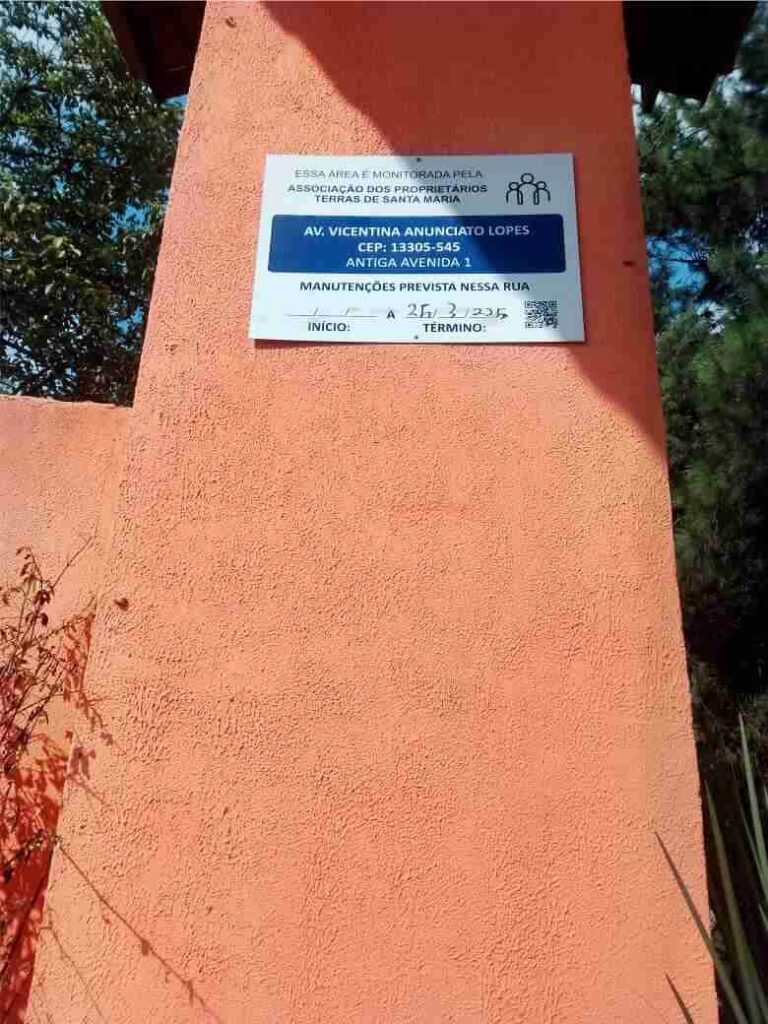 ESSA ÁREA É MONITORADA PELA
ASSOCIAÇÃO DOS PROPRIETÁRIOS
TERRAS DE SANTA MARIA
AV. VICENTINA ANUNCIATO LOPES
CEP: 13305-545
ANTIGA AVENIDA 1
MANUTENÇÕES PREVISTA NESSA RUA
A
INÍCIO: TÉRMINO: